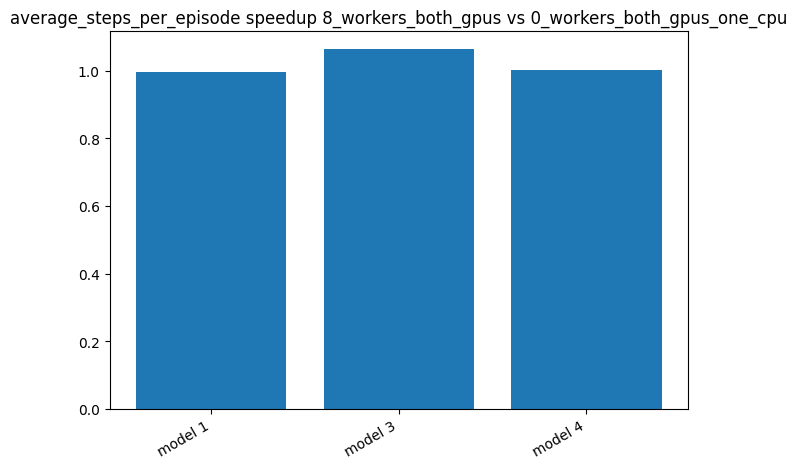 average_steps_per_episode speedup 8_workers_both_gpus vs 0_workers_both_gpus_one_cpu
1.0
0.8
0.6
0.4
0.2
0.0
model 1
model 3
model 4